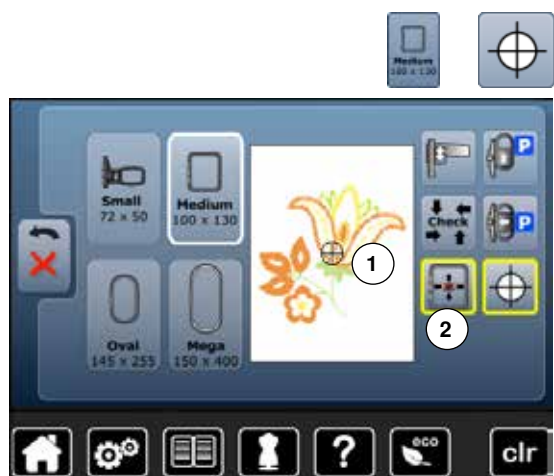 Medium
100 x 130
Small
72 x 50
Medium
100 x 130
Oval
145 x 255
Mega
150 x 400
1
P
Check
P
2
?
eco
clr